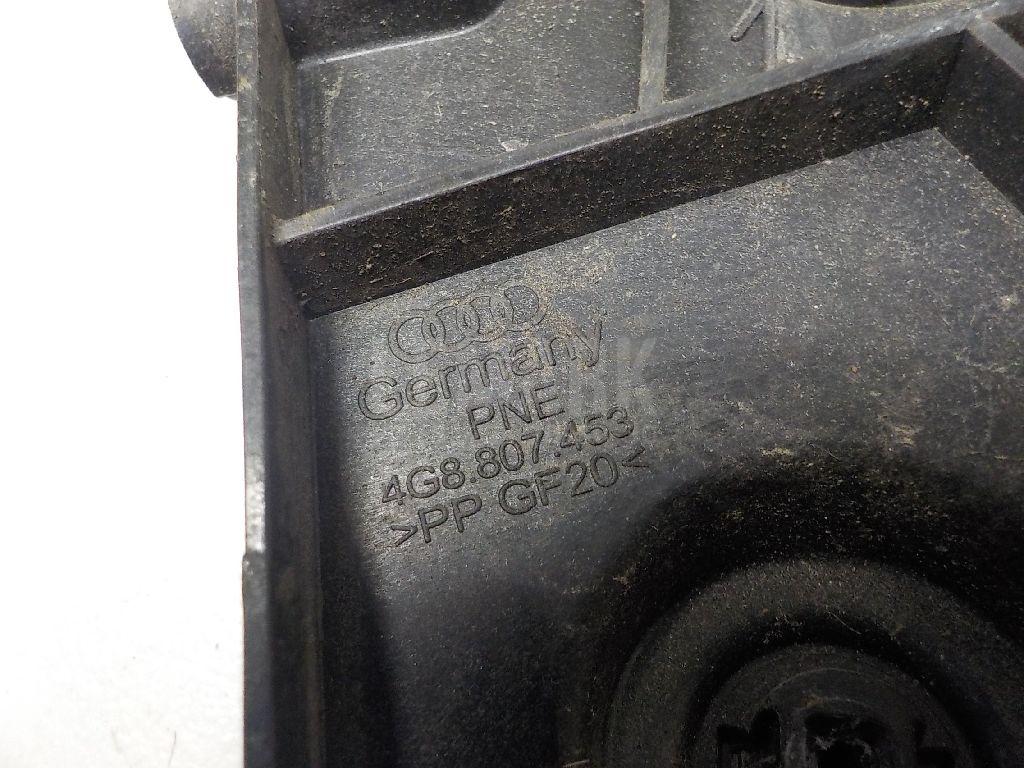 Germany
PNE
4G8.807.453
>PP GF20<